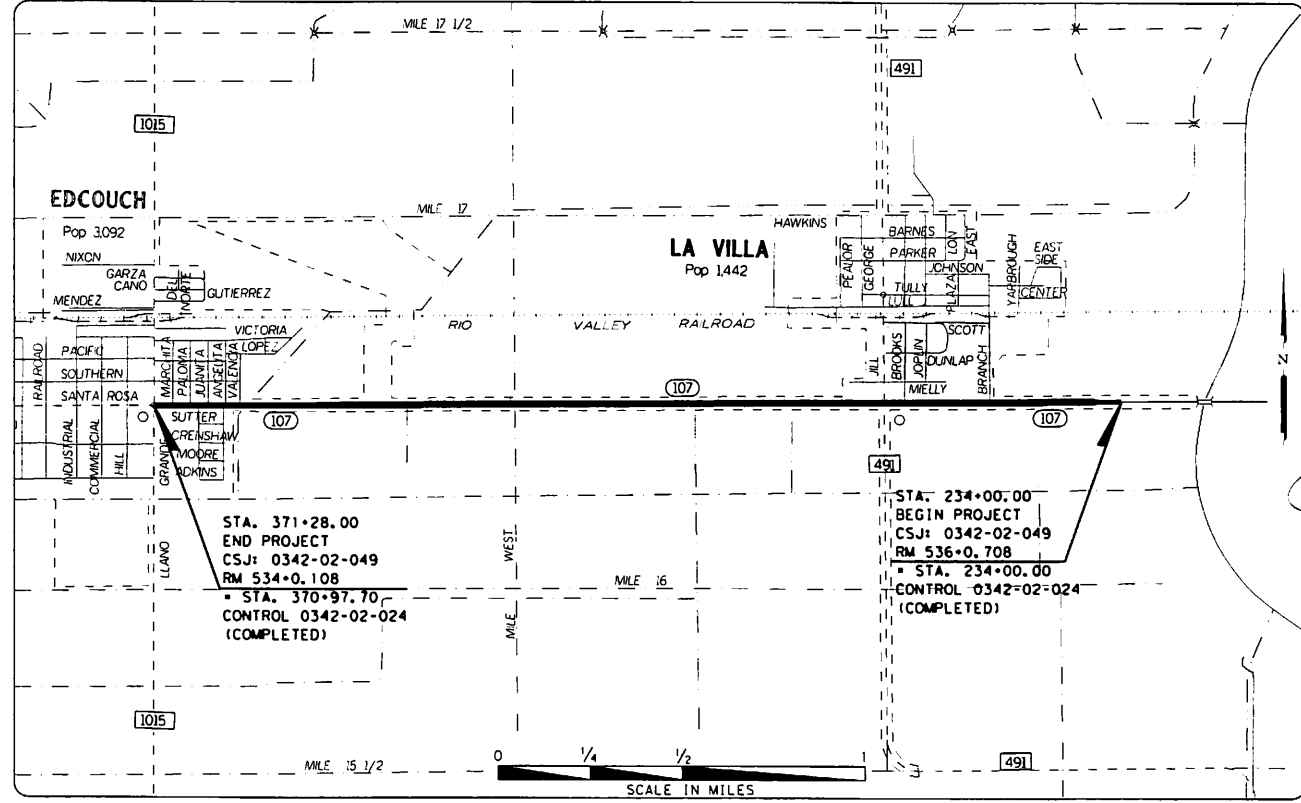 MILE 17 1/2
491
1015
EDCOUCH
Pop 3,092
MILE 17
HAWKINS
LA VILLA
Pop 1,442
NIXON
GARZA
CANO
DEL NORTE
GUTIERREZ
MENDEZ
PEALOR
GEORGE
BARNES
PARKER
LON
EAST
JOHNSON
TULLY
LULL
PLAZA
YARBROUGH
EAST
SIDE
CENTER
RIO VALLEY RAILROAD
VICTORIA
LOPEZ
RAILROAD
PACIFIC
SOUTHERN
SANTA ROSA
MARCHITA
PALOMA
JUANITA
ANGELITA
VALENCIA
JILL
BROOKS
JOPLIN
SCOTT
DUNLAP
BRANCH
MIELLY
107
107
107
N
INDUSTRIAL
COMMERCIAL
HILL
LLANO GRANDE
SUTTER
CRENSHAW
MOORE
ADKINS
491
STA. 371+28.00
END PROJECT
CSJ: 0342-02-049
RM 534+0.108
= STA. 370+97.70
CONTROL 0342-02-024
(COMPLETED)
STA. 234+00.00
BEGIN PROJECT
CSJ: 0342-02-049
RM 536+0.708
= STA. 234+00.00
CONTROL 0342-02-024
(COMPLETED)
MILE WEST
MILE 16
1015
MILE 15 1/2
0 1/4 1/2 1
SCALE IN MILES
491